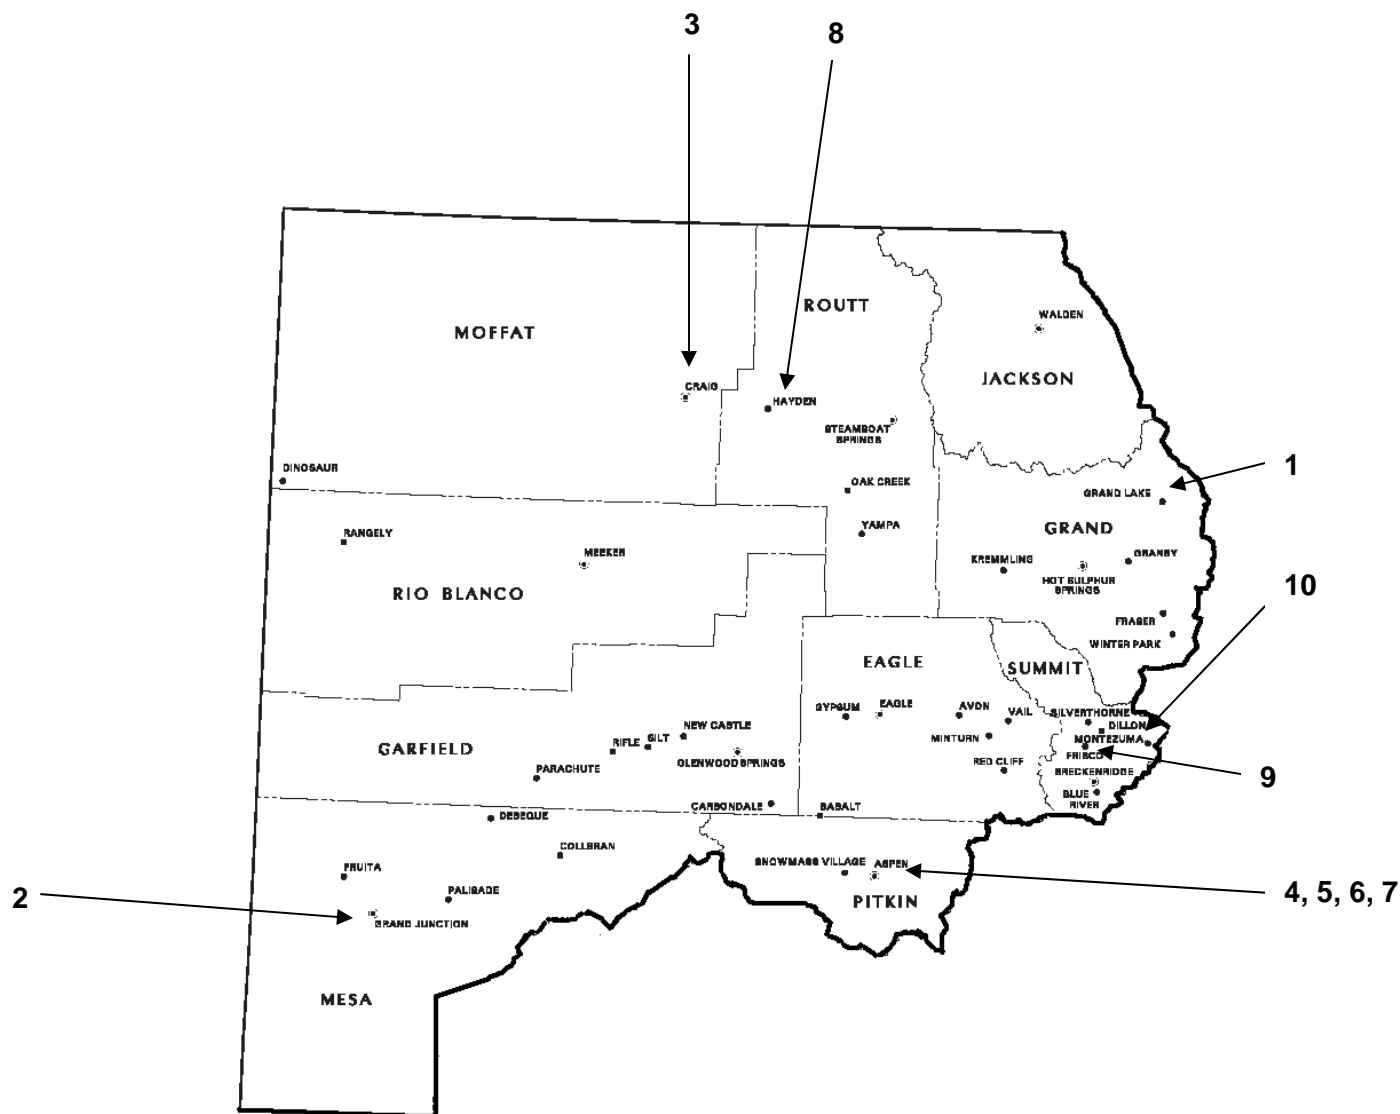 3
8
ROUTT
MOFFAT
WALDEN
JACKSON
CRAIG
HAYDEN
STEAMBOAT
SPRINGS
DINOSAUR
1
OAK CREEK
GRAND LAKE
GRAND
YAMPA
RANGELY
MEEKER
KREMMLING
GRANBY
HOT SULPHUR
SPRINGS
RIO BLANCO
10
FRASER
WINTER PARK
EAGLE
SUMMIT
GYPSUM
EAGLE
AVON
VAIL
SILVERTHORNE
DILLON
NEW CASTLE
MINTURN
MONTEZUMA
GARFIELD
RIFLE
SILT
FRISCO
GLENWOOD SPRINGS
RED CLIFF
9
PARACHUTE
BRECKENRIDGE
BLUE
RIVER
CARBONDALE
BASALT
DEBEQUE
COLLBRAN
SNOWMASS VILLAGE
ASPEN
FRUITA
PALISADE
4, 5, 6, 7
2
PITKIN
GRAND JUNCTION
MESA